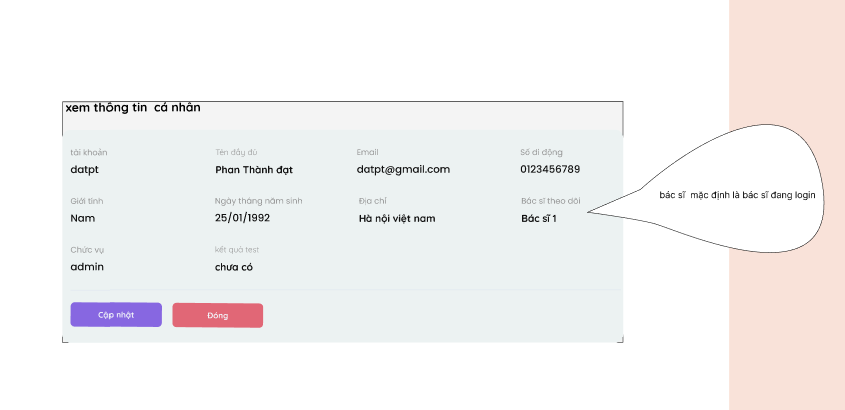 xem thông tin cá nhân
tài khoản
Tên đầy đủ
Email
Số di động
datpt
Phan Thành đạt
datpt@gmail.com
0123456789
Giới tính
Ngày tháng năm sinh
Địa chỉ
Bác sĩ theo dõi
bác sĩ mặc định là bác sĩ đang login
Nam
25/01/1992
Hà nội việt nam
Bác sĩ 1
Chức vụ
kết quả test
admin
chưa có
Cập nhật
Đóng